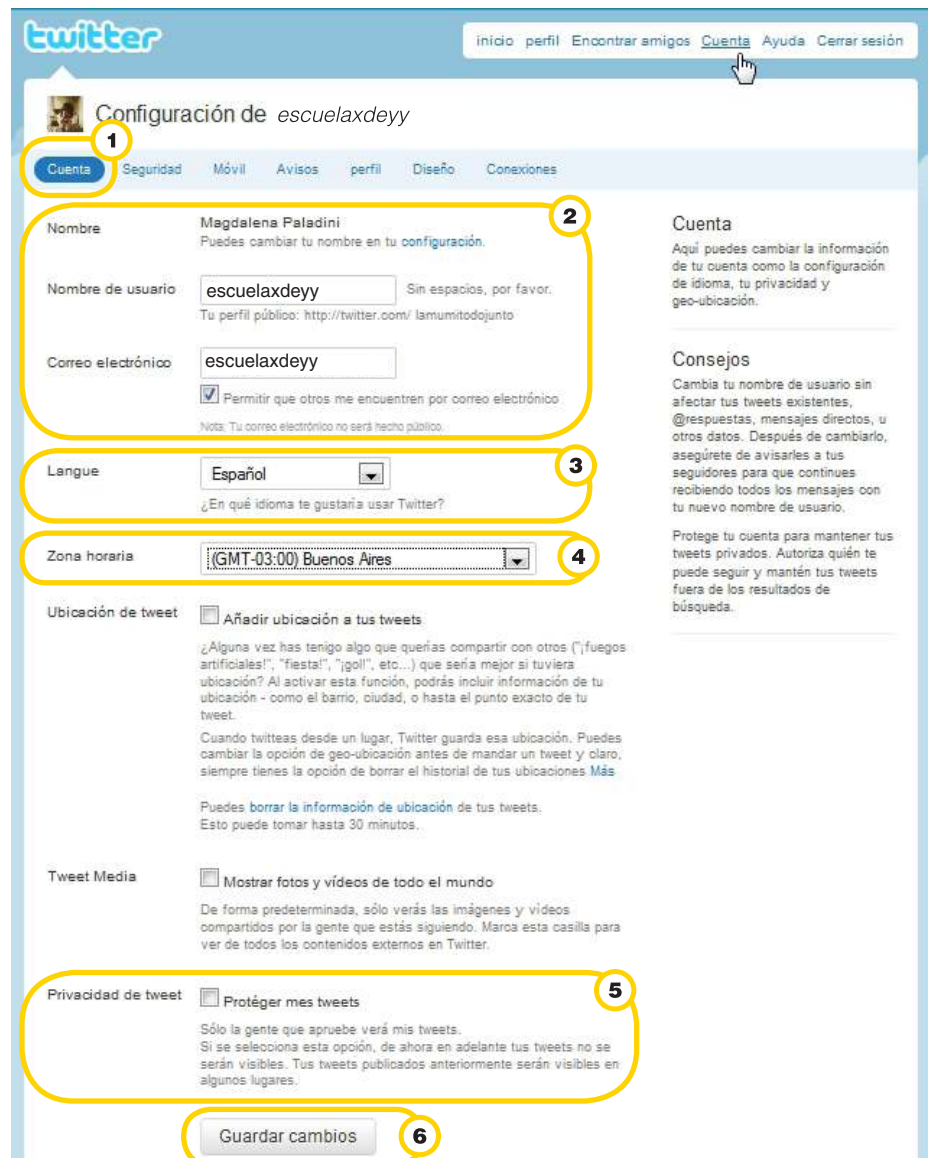 twitter
inicio perfil Encontrar amigos Cuenta Ayuda Cerrar sesión
Configuración de escuelaxdeyy
1
Cuenta Seguridad Móvil Avisos perfil Diseño Conexiones
2
Nombre
Magdalena Paladini
Puedes cambiar tu nombre en tu configuración.
Nombre de usuario
escuelaxdeyy
Sin espacios, por favor.
Tu perfil público: http://twitter.com/ lamumitodojunto
Correo electrónico
escuelaxdeyy
Permitir que otros me encuentren por correo electrónico
Nota: Tu correo electrónico no será hecho público.
3
Langue
Español
¿En qué idioma te gustaría usar Twitter?
4
Zona horaria
(GMT-03:00) Buenos Aires
Ubicación de tweet
Añadir ubicación a tus tweets
¿Alguna vez has tenigo algo que querías compartir con otros ("¡fuegos
artificiales!", "fiesta!", "¡gol!", etc...) que sería mejor si tuviera
ubicación? Al activar esta función, podrás incluir información de tu
ubicación - como el barrio, ciudad, o hasta el punto exacto de tu
tweet.
Cuando twitteas desde un lugar, Twitter guarda esa ubicación. Puedes
cambiar la opción de geo-ubicación antes de mandar un tweet y claro,
siempre tienes la opción de borrar el historial de tus ubicaciones Más
Puedes borrar la información de ubicación de tus tweets.
Esto puede tomar hasta 30 minutos.
Tweet Media
Mostrar fotos y vídeos de todo el mundo
De forma predeterminada, sólo verás las imágenes y vídeos
compartidos por la gente que estás siguiendo. Marca esta casilla para
ver de todos los contenidos externos en Twitter.
5
Privacidad de tweet
Protéger mes tweets
Sólo la gente que apruebe verá mis tweets.
Si se selecciona esta opción, de ahora en adelante tus tweets no se
serán visibles. Tus tweets publicados anteriormente serán visibles en
algunos lugares.
Guardar cambios
6
Cuenta
Aquí puedes cambiar la información
de tu cuenta como la configuración
de idioma, tu privacidad y
geo-ubicación.
Consejos
Cambia tu nombre de usuario sin
afectar tus tweets existentes,
@respuestas, mensajes directos, u
otros datos. Después de cambiarlo,
asegúrete de avisarles a tus
seguidores para que continues
recibiendo todos los mensajes con
tu nuevo nombre de usuario.
Protege tu cuenta para mantener tus
tweets privados. Autoriza quién te
puede seguir y mantén tus tweets
fuera de los resultados de
búsqueda.